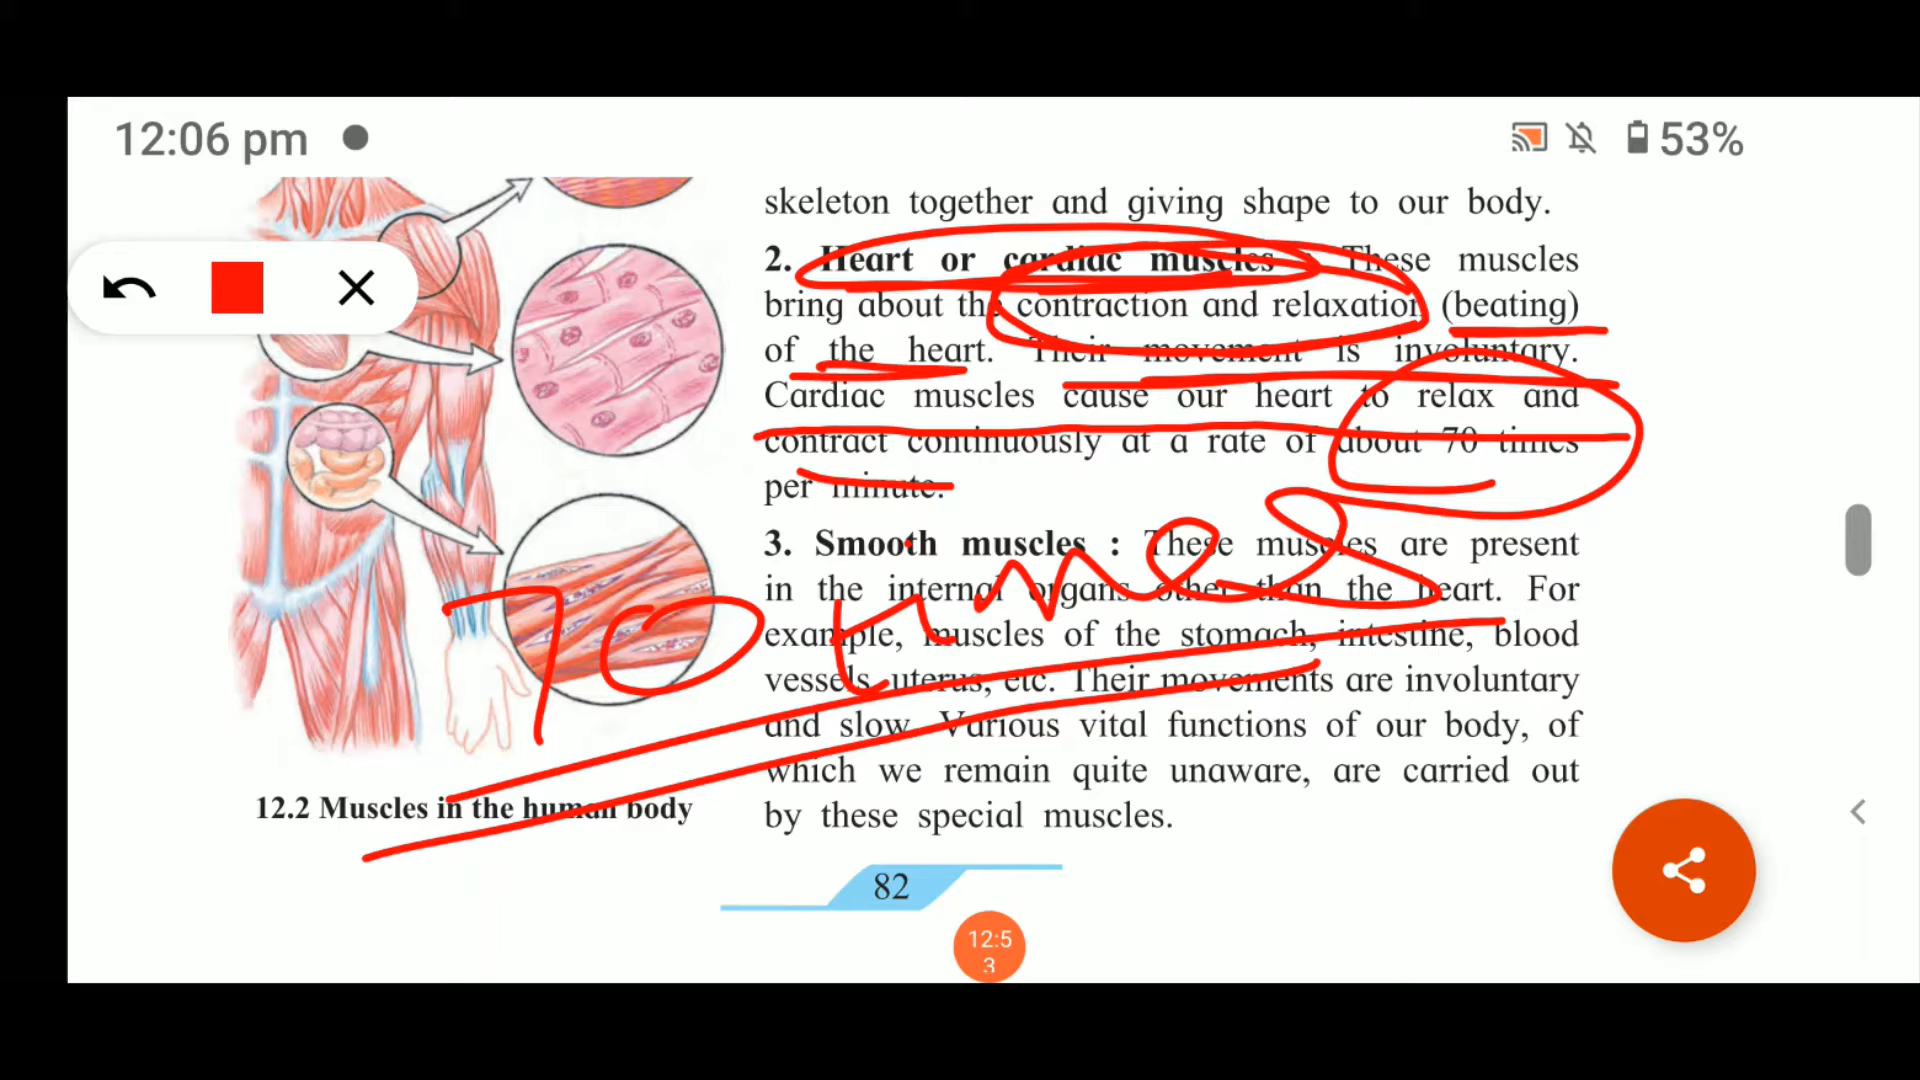 12:06 pm
53%
skeleton together and giving shape to our body.
2. Heart or cardiac muscles : These muscles
bring about the contraction and relaxation (beating)
of the heart. Their movement is involuntary.
Cardiac muscles cause our heart to relax and
contract continuously at a rate of about 70 times
per minute.
3. Smooth muscles : These muscles are present
in the internal organs other than the heart. For
example, muscles of the stomach, intestine, blood
vessels, uterus, etc. Their movements are involuntary
and slow. Various vital functions of our body, of
which we remain quite unaware, are carried out
by these special muscles.
70 times
12.2 Muscles in the human body
82
12:5
3